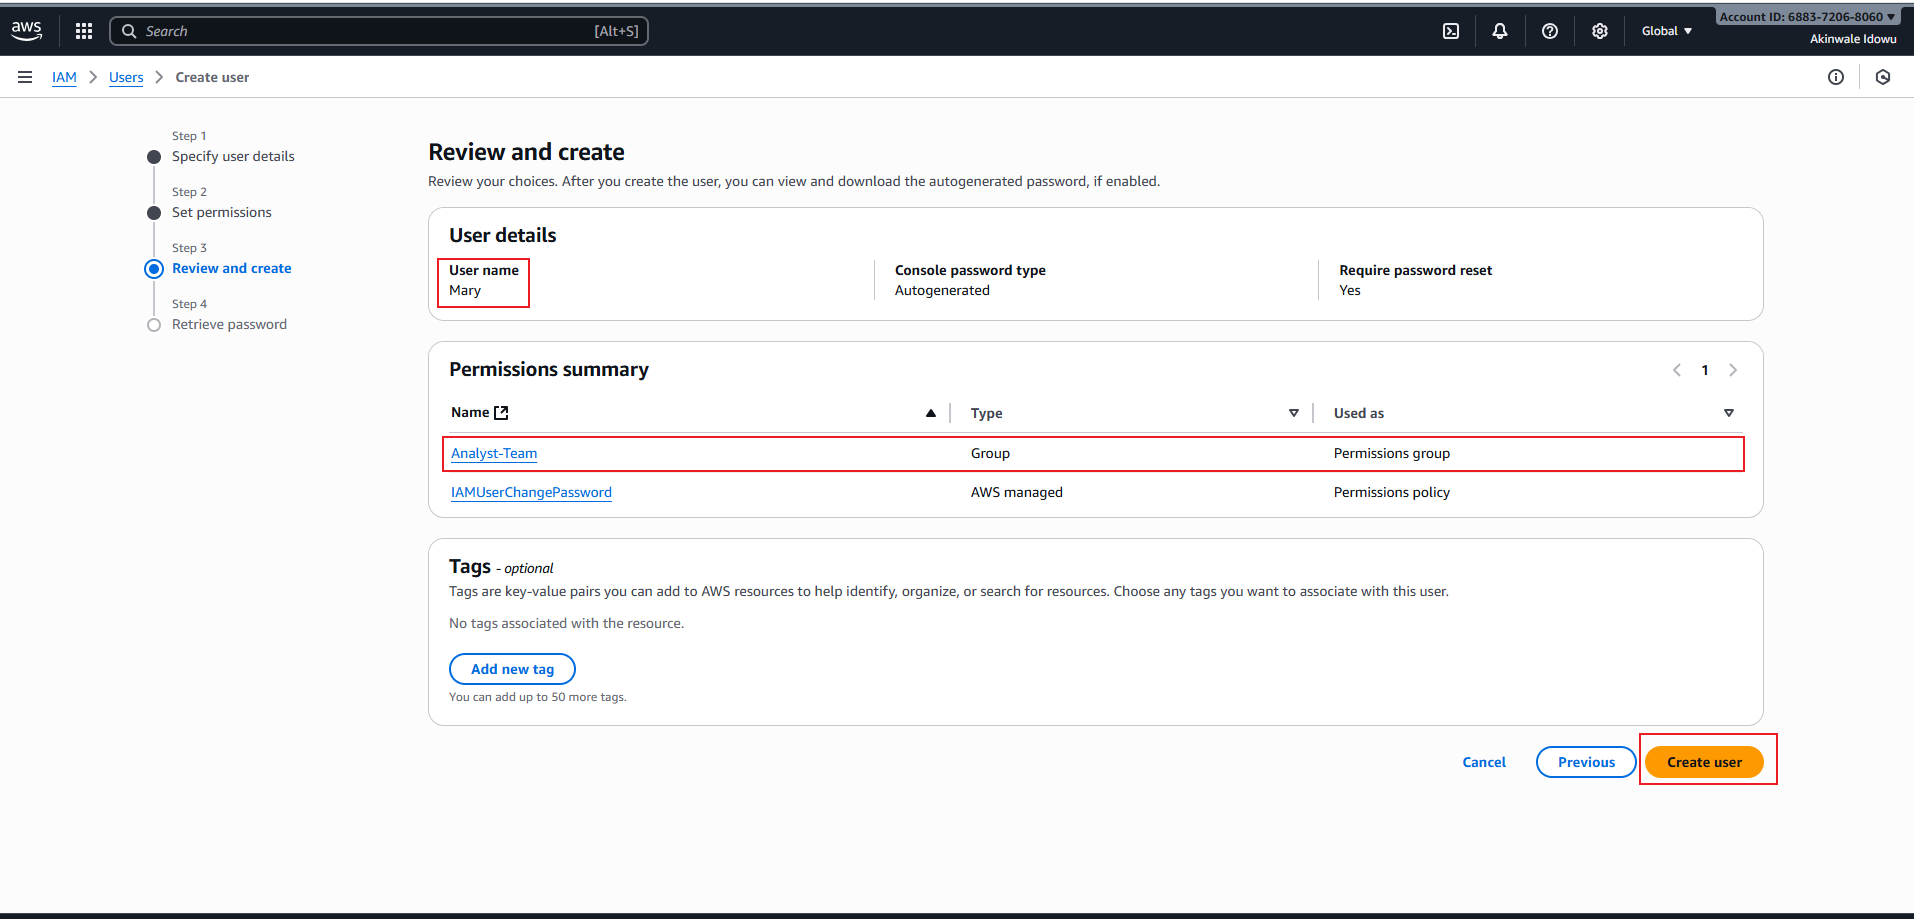 aws
Search
[Alt+S]
Global
Account ID: 6883-7206-8060
Akinwale Idowu
IAM
Users
Create user
Step 1
Specify user details
Step 2
Set permissions
Step 3
Review and create
Step 4
Retrieve password
Review and create
Review your choices. After you create the user, you can view and download the autogenerated password, if enabled.
User details
User name
Mary
Console password type
Autogenerated
Require password reset
Yes
Permissions summary
1
Name
Type
Used as
Analyst-Team
Group
Permissions group
IAMUserChangePassword
AWS managed
Permissions policy
Tags - optional
Tags are key-value pairs you can add to AWS resources to help identify, organize, or search for resources. Choose any tags you want to associate with this user.
No tags associated with the resource.
Add new tag
You can add up to 50 more tags.
Cancel
Previous
Create user